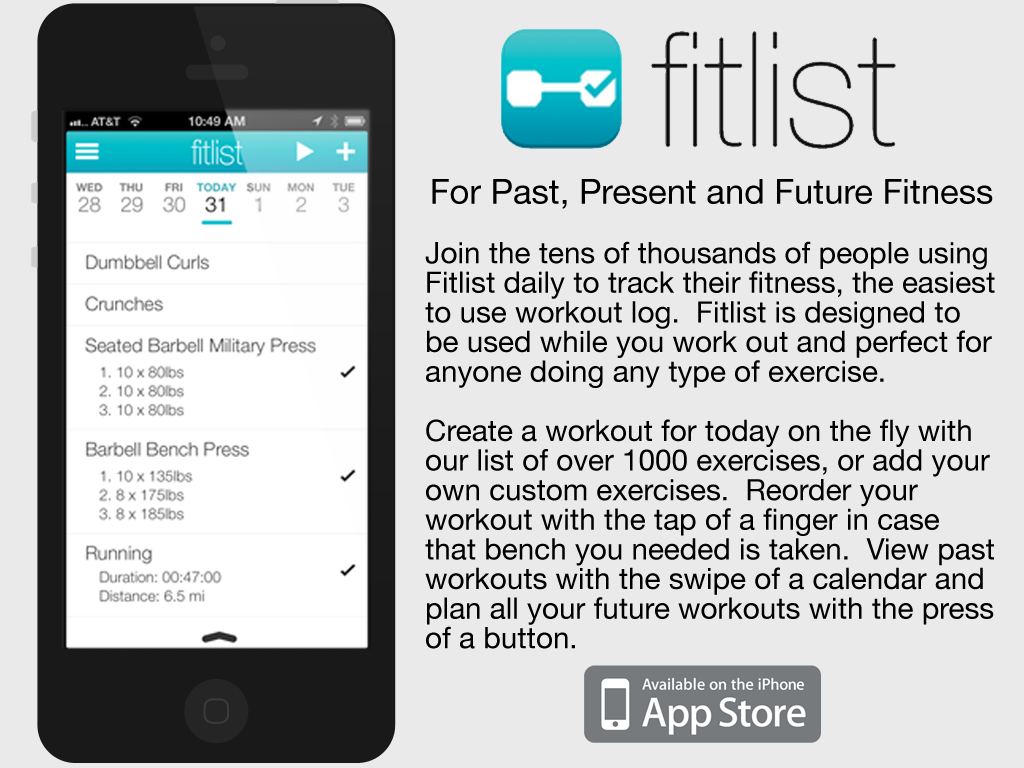 AT&T 10:49 AM
fitlist
WED THU FRI TODAY SUN MON TUE
28 29 30 31 1 2 3
Dumbbell Curls
Crunches
Seated Barbell Military Press
1. 10 x 80lbs
2. 10 x 80lbs
3. 10 x 80lbs
Barbell Bench Press
1. 10 x 135lbs
2. 8 x 175lbs
3. 8 x 185lbs
Running
Duration: 00:47:00
Distance: 6.5 mi
fitlist
For Past, Present and Future Fitness
Join the tens of thousands of people using
Fitlist daily to track their fitness, the easiest
to use workout log.  Fitlist is designed to
be used while you work out and perfect for
anyone doing any type of exercise.
Create a workout for today on the fly with
our list of over 1000 exercises, or add your
own custom exercises.  Reorder your
workout with the tap of a finger in case
that bench you needed is taken.  View past
workouts with the swipe of a calendar and
plan all your future workouts with the press
of a button.
Available on the iPhone
App Store